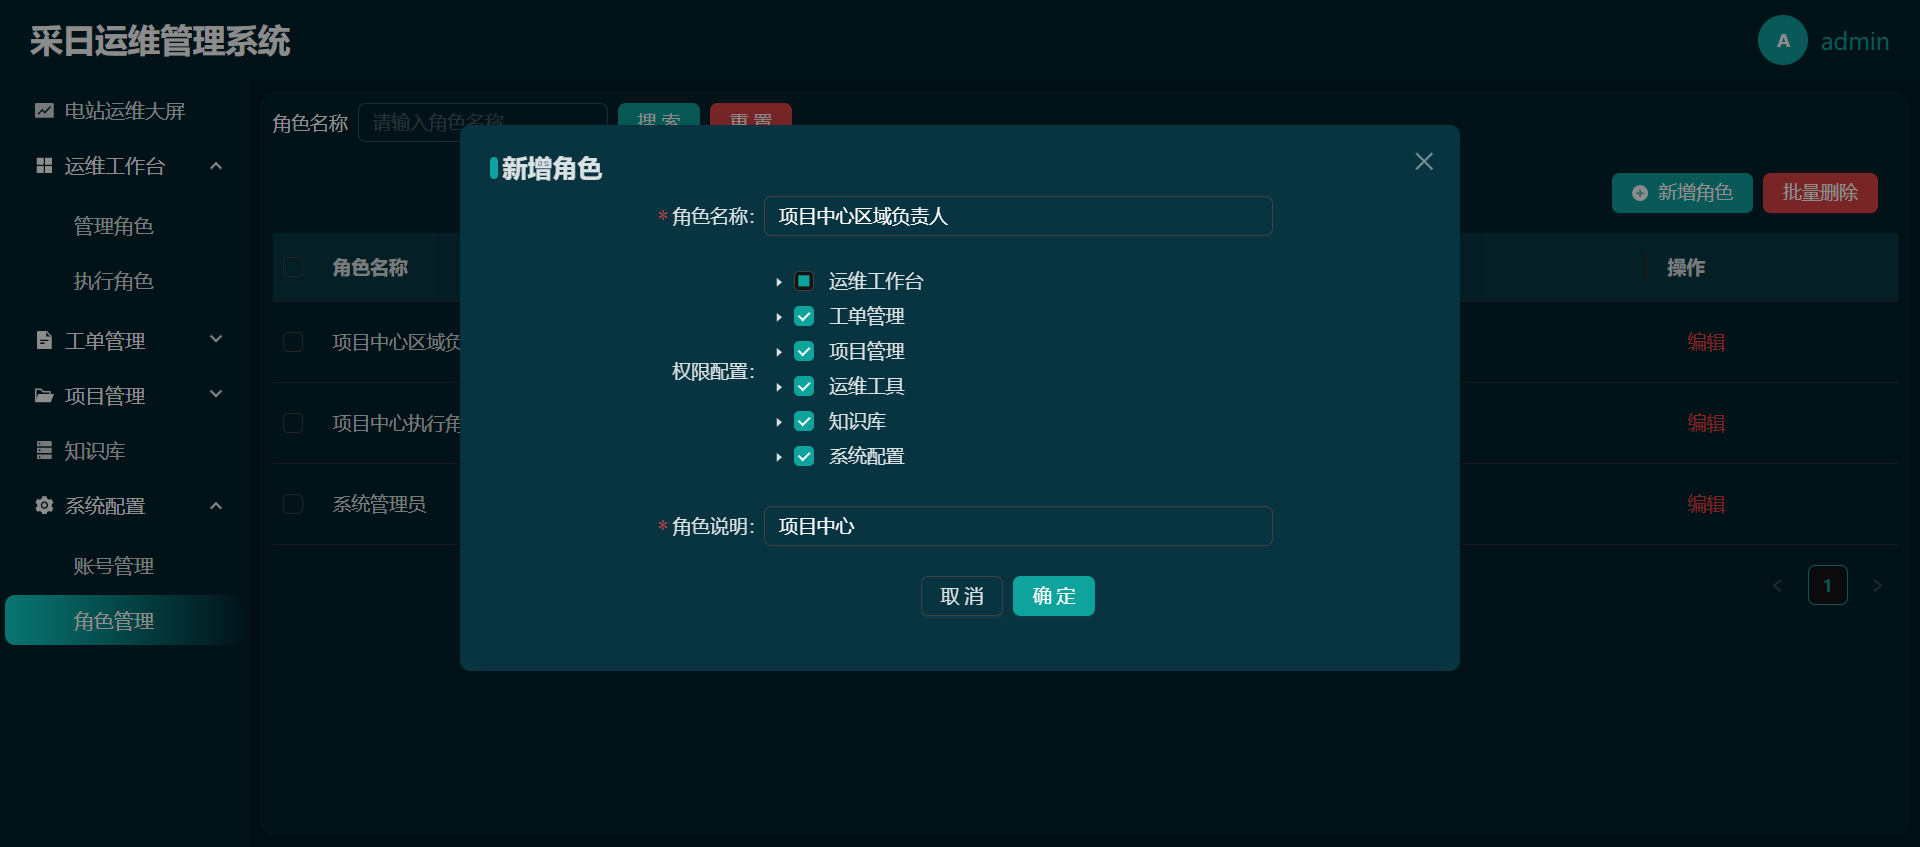 采日运维管理系统
A admin
电站运维大屏
运维工作台
管理角色
执行角色
工单管理
项目管理
知识库
系统配置
账号管理
角色管理
角色名称 请输入角色名称 搜 索 重 置
新增角色 批量删除
角色名称 操作
项目中心区域负 编辑
项目中心执行角 编辑
系统管理员 编辑
< 1 >
新增角色
* 角色名称: 项目中心区域负责人
权限配置:
运维工作台
工单管理
项目管理
运维工具
知识库
系统配置
* 角色说明: 项目中心
取 消 确 定